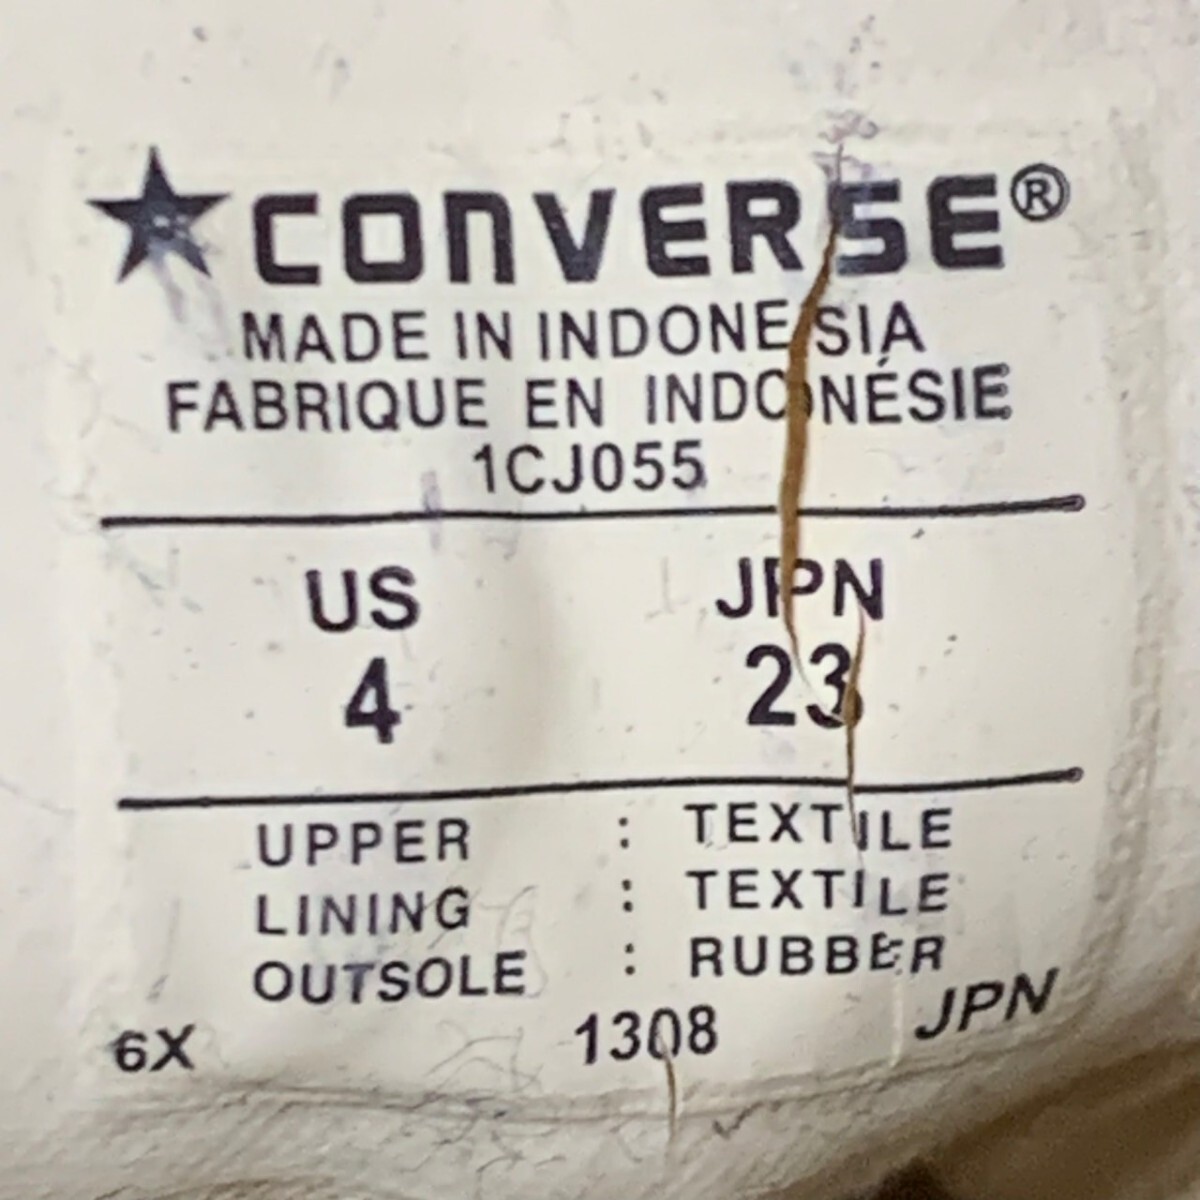 CONVERSE®
MADE IN INDONESIA
FABRIQUE EN INDONÉSIE
1CJ055
US JPN
4 23
UPPER : TEXTILE
LINING : TEXTILE
OUTSOLE : RUBBER
6X 1308 JPN